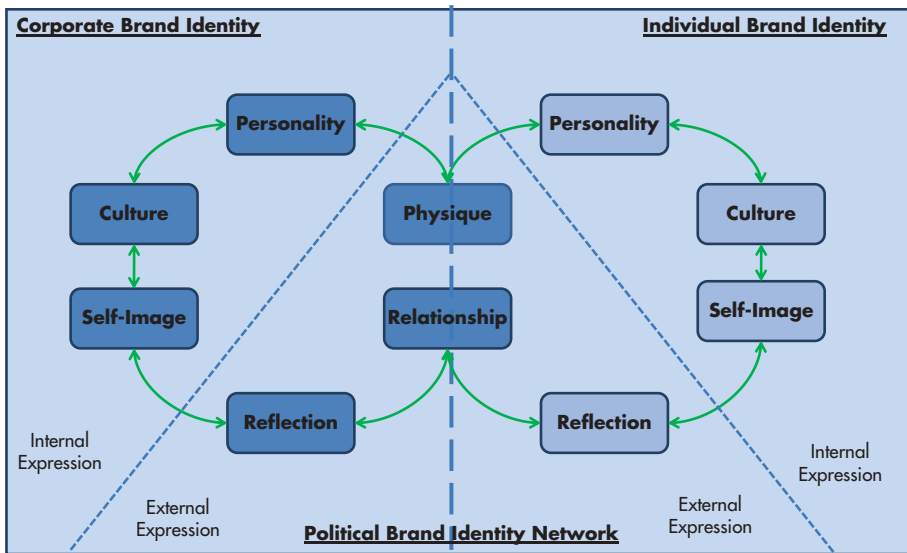 Corporate Brand Identity
Individual Brand Identity
Personality
Personality
Culture
Physique
Culture
Self-Image
Relationship
Self-Image
Reflection
Reflection
Internal
Expression
Internal
Expression
External
Expression
External
Expression
Political Brand Identity Network